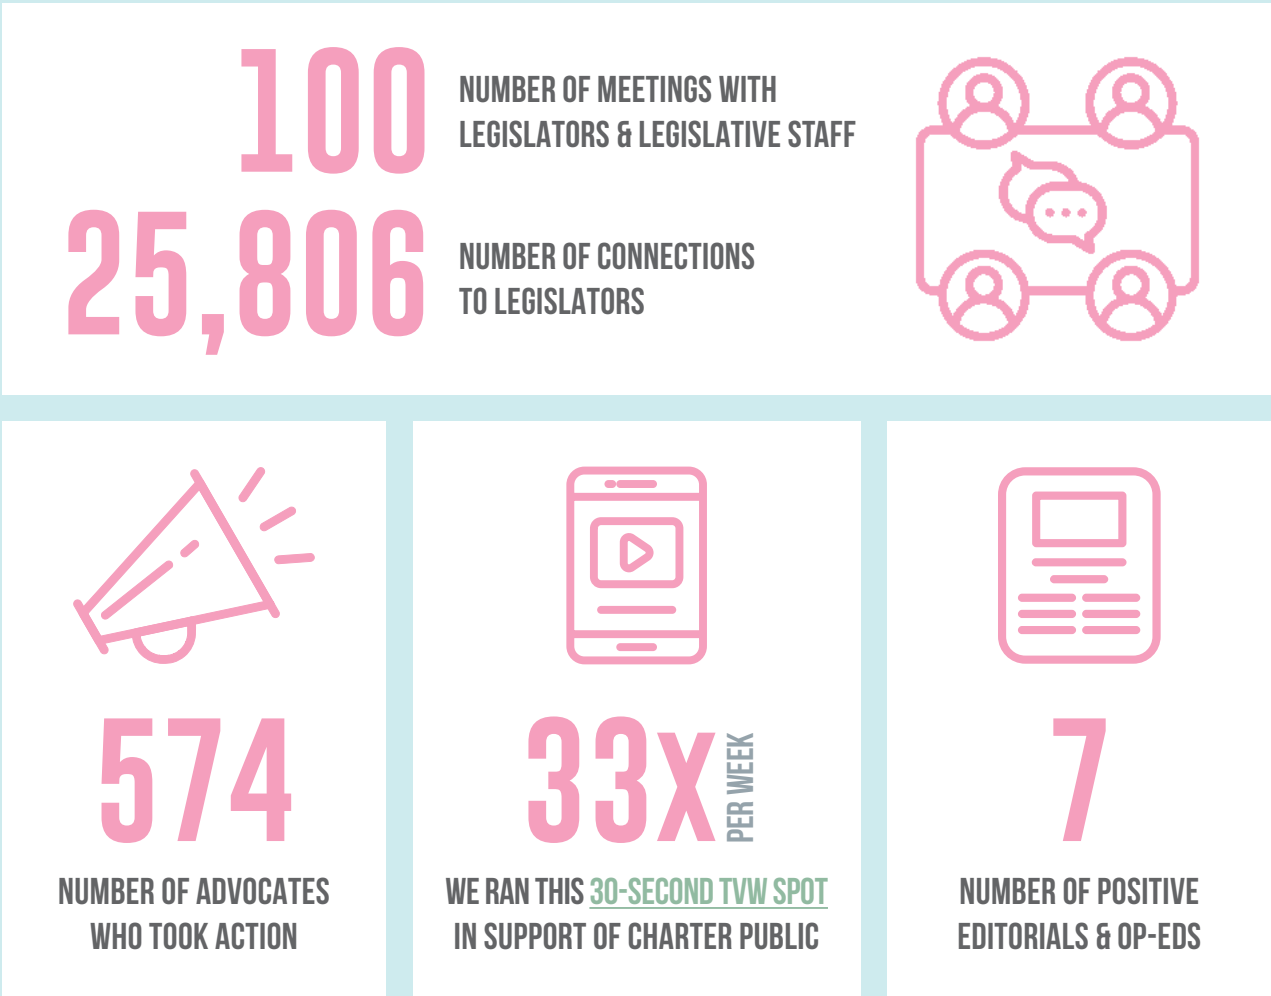 100
NUMBER OF MEETINGS WITH
LEGISLATORS & LEGISLATIVE STAFF
25,806
NUMBER OF CONNECTIONS
TO LEGISLATORS
574
NUMBER OF ADVOCATES
WHO TOOK ACTION
33X PER WEEK
WE RAN THIS 30-SECOND TVW SPOT
IN SUPPORT OF CHARTER PUBLIC
7
NUMBER OF POSITIVE
EDITORIALS & OP-EDS